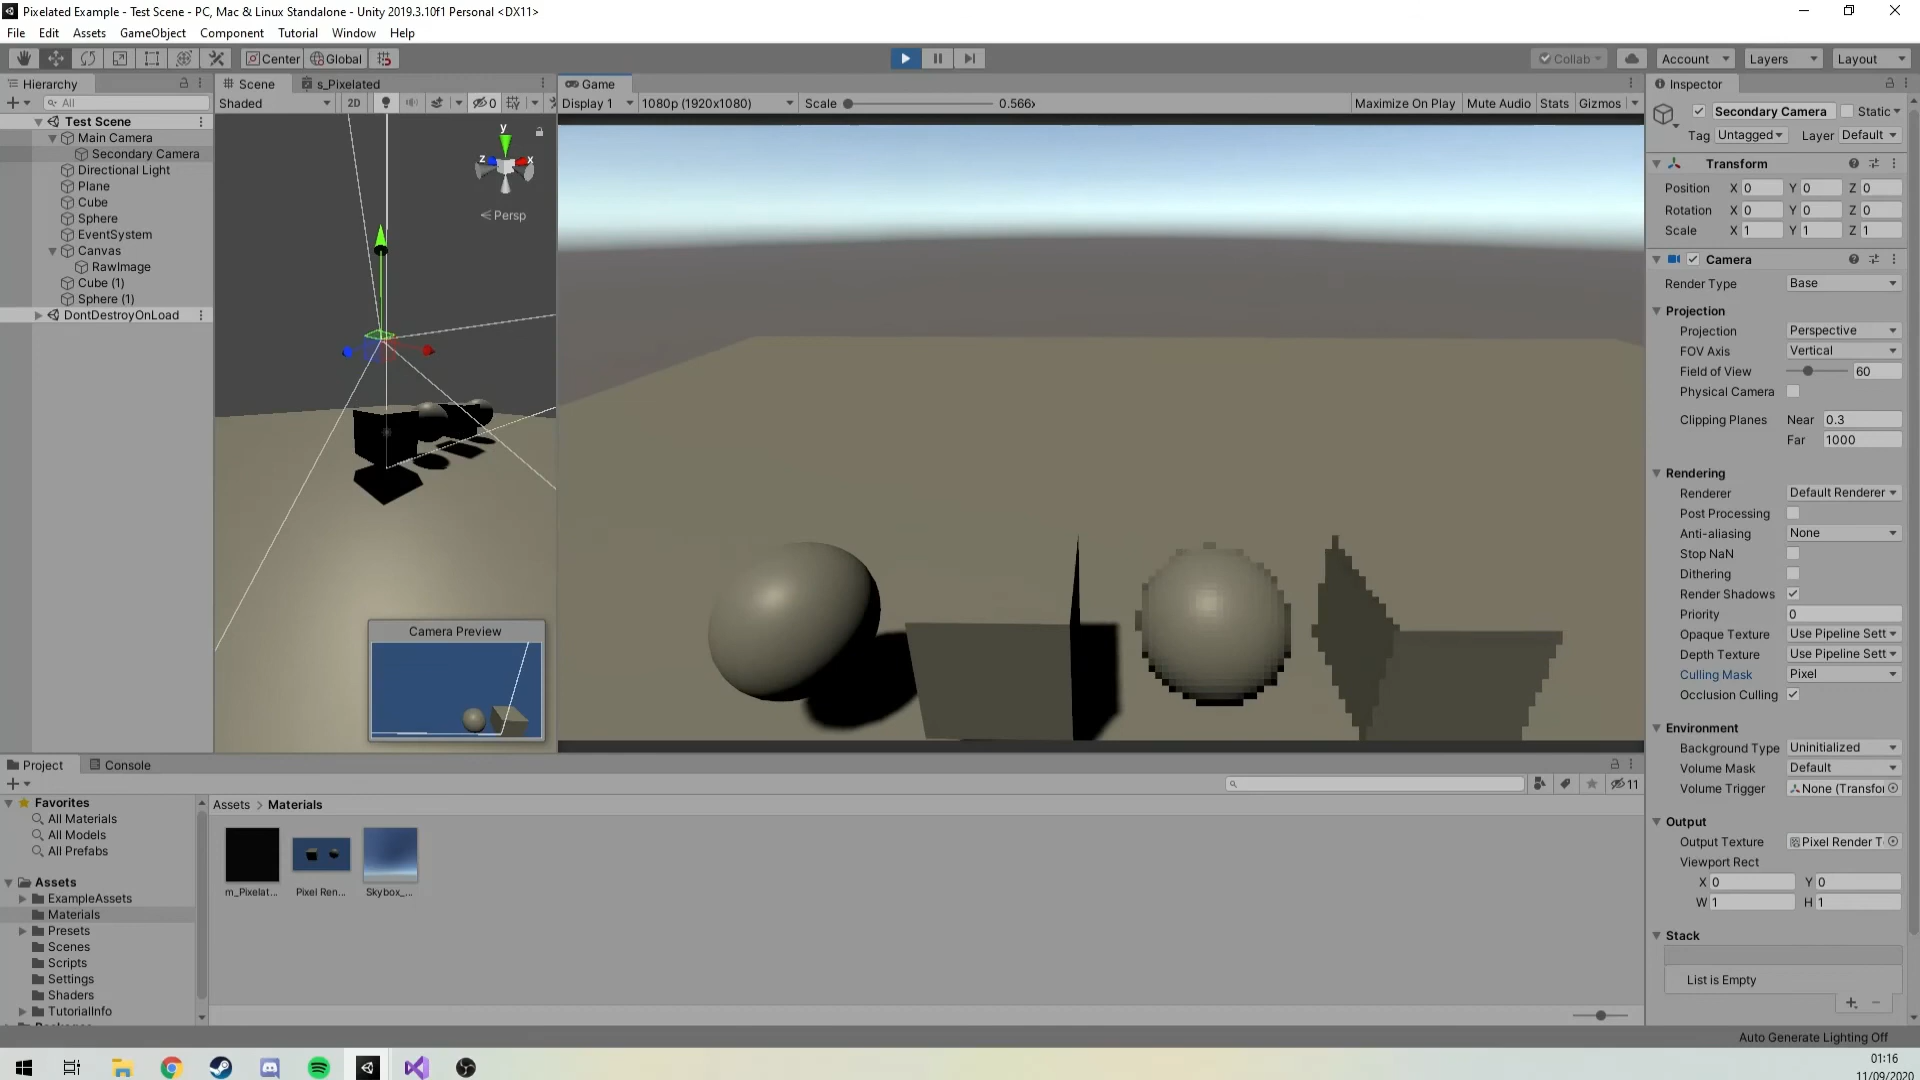 Pixelated Example - Test Scene - PC, Mac & Linux Standalone - Unity 2019.3.10f1 Personal <DX11>
File Edit Assets GameObject Component Tutorial Window Help
Center Global Collab Account Layers Layout
Hierarchy
All
Test Scene
Main Camera
Secondary Camera
Directional Light
Plane
Cube
Sphere
EventSystem
Canvas
RawImage
Cube (1)
Sphere (1)
DontDestroyOnLoad
Scene s_Pixelated
Shaded 2D 0
y
z x
Persp
Camera Preview
Game
Display 1 1080p (1920x1080) Scale 0.566x Maximize On Play Mute Audio Stats Gizmos
Inspector
Secondary Camera Static
Tag Untagged Layer Default
Transform
Position X 0 Y 0 Z 0
Rotation X 0 Y 0 Z 0
Scale X 1 Y 1 Z 1
Camera
Render Type Base
Projection
Projection Perspective
FOV Axis Vertical
Field of View 60
Physical Camera
Clipping Planes Near 0.3
Far 1000
Rendering
Renderer Default Renderer
Post Processing
Anti-aliasing None
Stop NaN
Dithering
Render Shadows
Priority 0
Opaque Texture Use Pipeline Sett
Depth Texture Use Pipeline Sett
Culling Mask Pixel
Occlusion Culling
Environment
Background Type Uninitialized
Volume Mask Default
Volume Trigger None (Transfor
Output
Output Texture Pixel Render T
Viewport Rect
X 0 Y 0
W 1 H 1
Stack
List is Empty
Project Console
11
Favorites
All Materials
All Models
All Prefabs
Assets
ExampleAssets
Materials
Presets
Scenes
Scripts
Settings
Shaders
TutorialInfo
Assets > Materials
m_Pixelat... Pixel Ren... Skybox_...
Auto Generate Lighting Off
01:16
11/09/2020